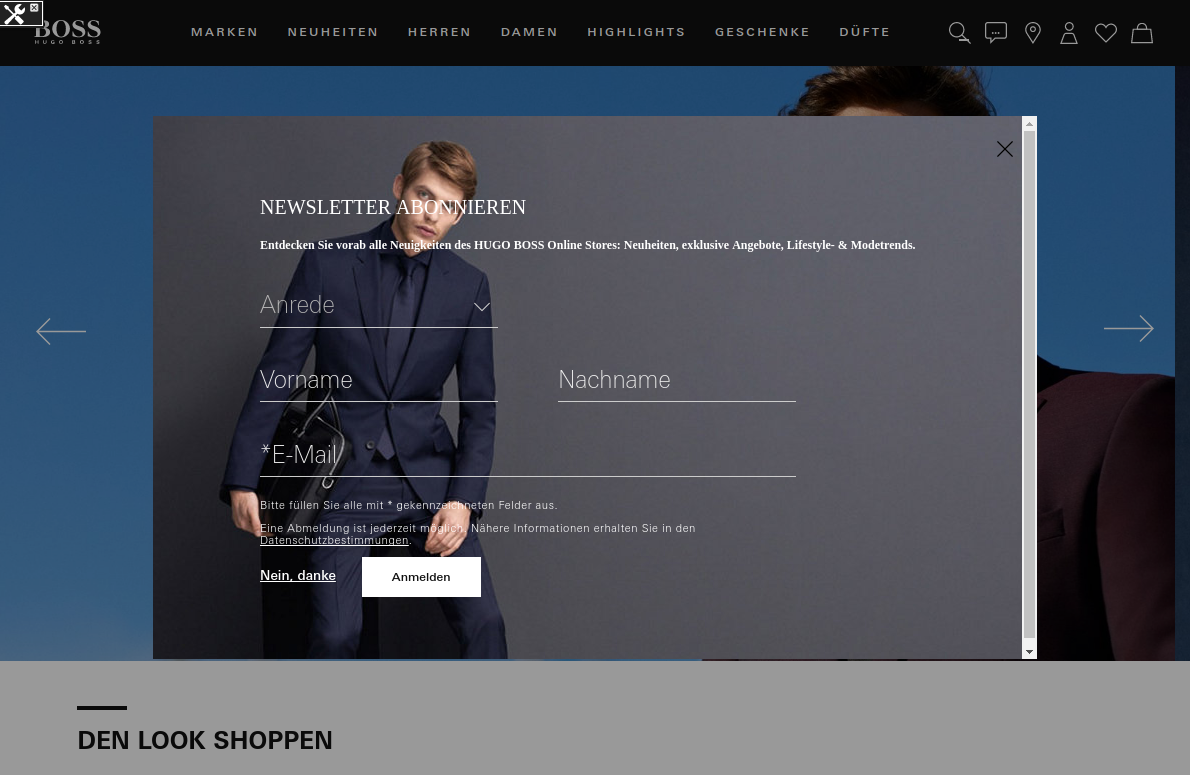 BOSS
HUGO BOSS
MARKEN NEUHEITEN HERREN DAMEN HIGHLIGHTS GESCHENKE DÜFTE
NEWSLETTER ABONNIEREN
Entdecken Sie vorab alle Neuigkeiten des HUGO BOSS Online Stores: Neuheiten, exklusive Angebote, Lifestyle- & Modetrends.
Anrede
Vorname Nachname
*E-Mail
Bitte füllen Sie alle mit * gekennzeichneten Felder aus.
Eine Abmeldung ist jederzeit möglich. Nähere Informationen erhalten Sie in den
Datenschutzbestimmungen.
Nein, danke Anmelden
DEN LOOK SHOPPEN